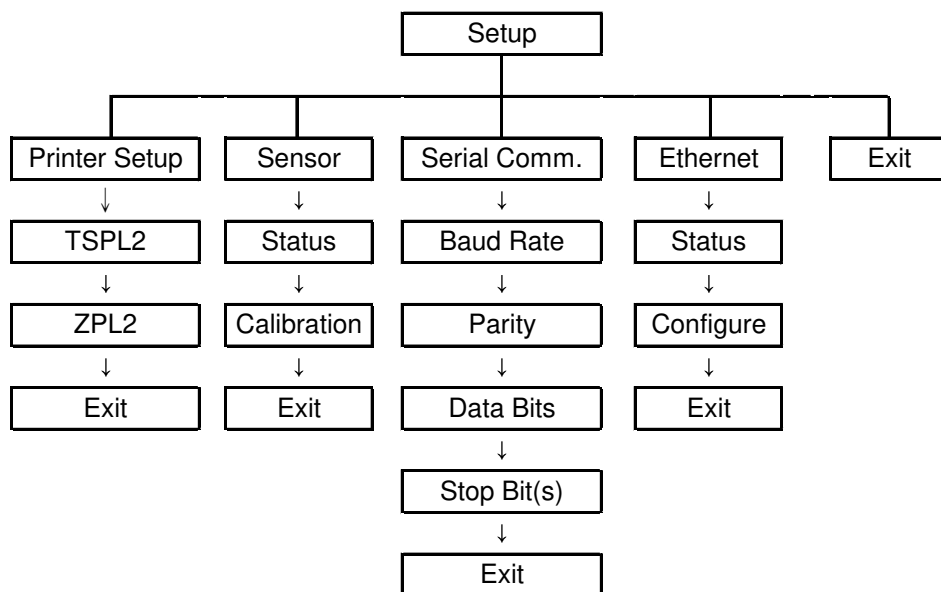 Setup
Printer Setup
Sensor
Serial Comm.
Ethernet
Exit
TSPL2
Status
Baud Rate
Status
ZPL2
Calibration
Parity
Configure
Exit
Exit
Data Bits
Exit
Stop Bit(s)
Exit